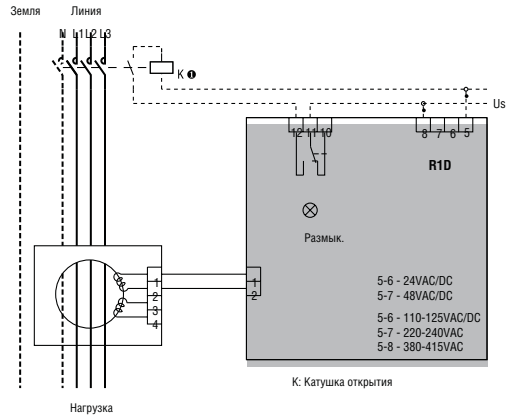 Земля Линия
N L1 L2 L3
K ❶
Us
12 11 10 8 7 6 5
R1D
Размык.
1 1
2 2
3
4
5-6 - 24VAC/DC
5-7 - 48VAC/DC
5-6 - 110-125VAC/DC
5-7 - 220-240VAC
5-8 - 380-415VAC
К: Катушка открытия
Нагрузка